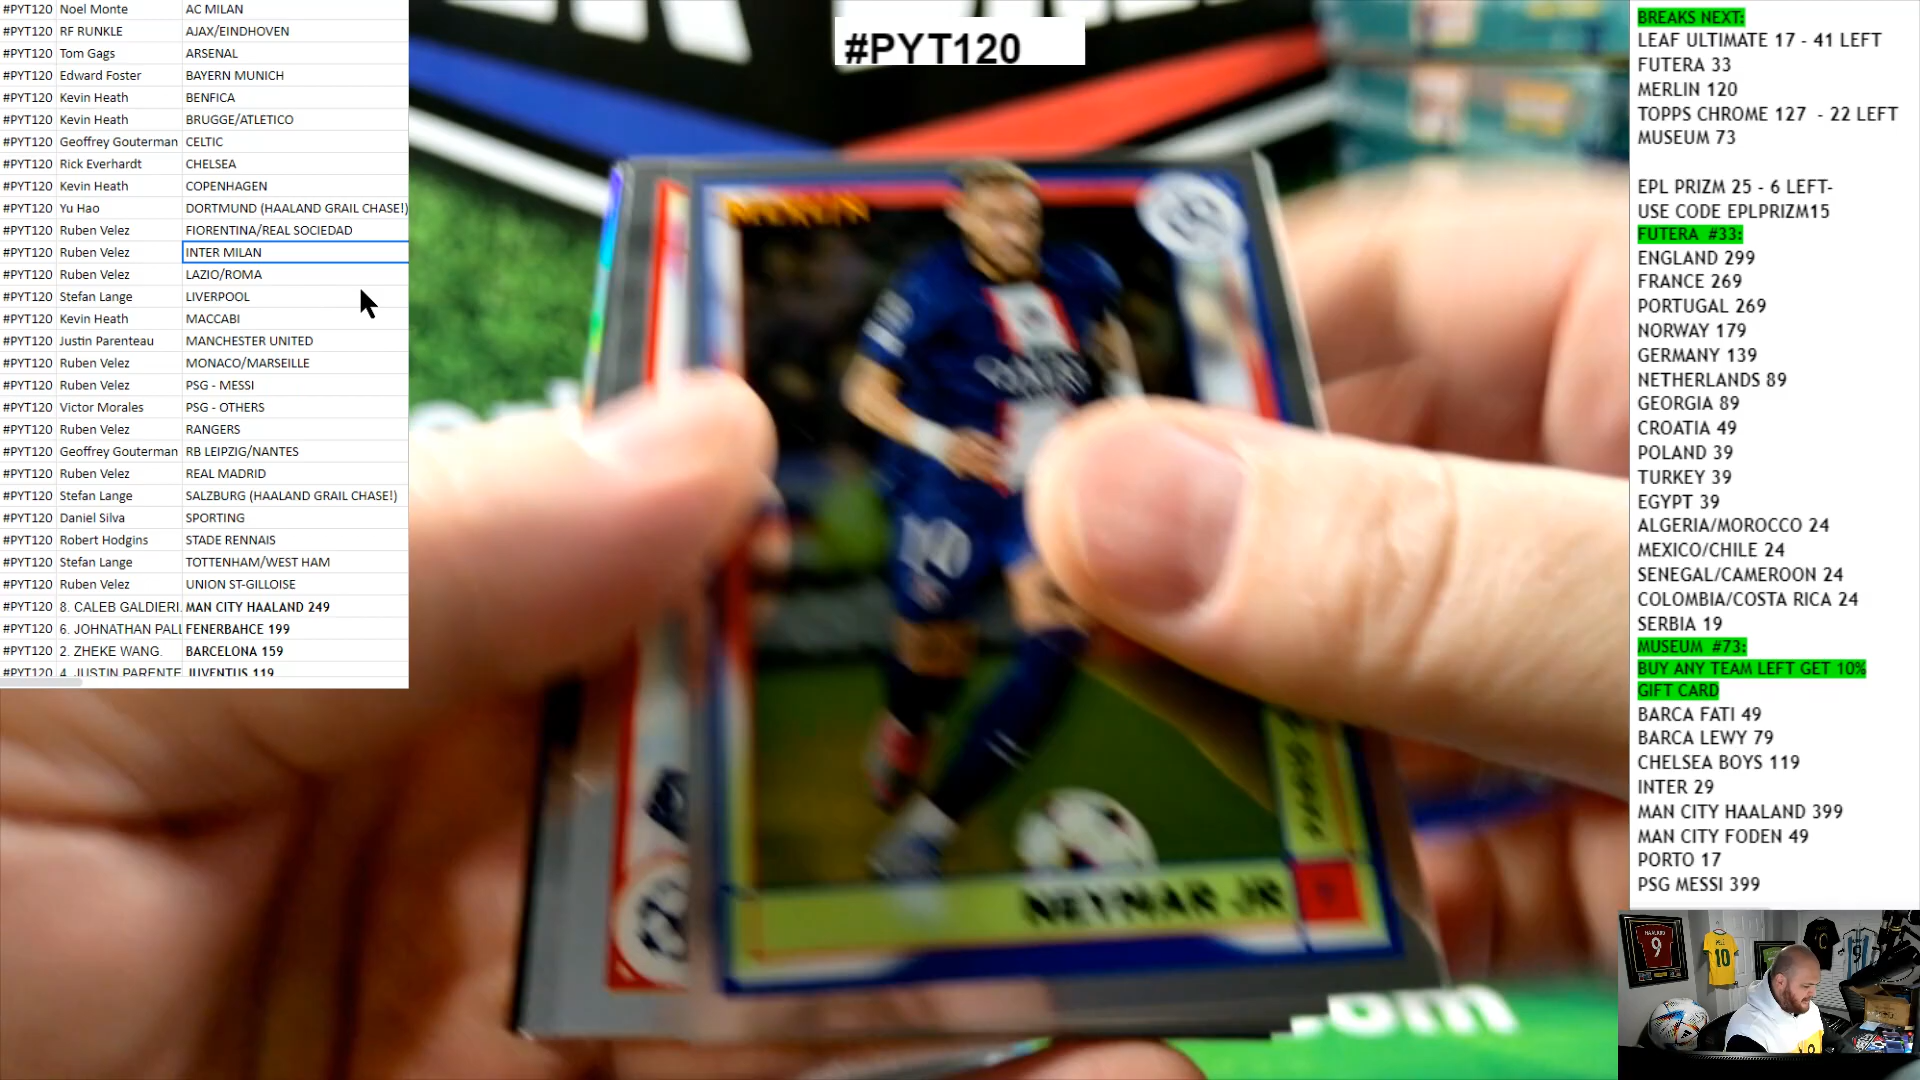 #PYT120 Noel Monte AC MILAN
#PYT120 RF RUNKLE AJAX/EINDHOVEN
#PYT120 Tom Gags ARSENAL
#PYT120 Edward Foster BAYERN MUNICH
#PYT120 Kevin Heath BENFICA
#PYT120 Kevin Heath BRUGGE/ATLETICO
#PYT120 Geoffrey Gouterman CELTIC
#PYT120 Rick Everhardt CHELSEA
#PYT120 Kevin Heath COPENHAGEN
#PYT120 Yu Hao DORTMUND (HAALAND GRAIL CHASE!)
#PYT120 Ruben Velez FIORENTINA/REAL SOCIEDAD
#PYT120 Ruben Velez INTER MILAN
#PYT120 Ruben Velez LAZIO/ROMA
#PYT120 Stefan Lange LIVERPOOL
#PYT120 Kevin Heath MACCABI
#PYT120 Justin Parenteau MANCHESTER UNITED
#PYT120 Ruben Velez MONACO/MARSEILLE
#PYT120 Ruben Velez PSG - MESSI
#PYT120 Victor Morales PSG - OTHERS
#PYT120 Ruben Velez RANGERS
#PYT120 Geoffrey Gouterman RB LEIPZIG/NANTES
#PYT120 Ruben Velez REAL MADRID
#PYT120 Stefan Lange SALZBURG (HAALAND GRAIL CHASE!)
#PYT120 Daniel Silva SPORTING
#PYT120 Robert Hodgins STADE RENNAIS
#PYT120 Stefan Lange TOTTENHAM/WEST HAM
#PYT120 Ruben Velez UNION ST-GILLOISE
#PYT120 8. CALEB GALDIERI. MAN CITY HAALAND 249
#PYT120 6. JOHNATHAN PALL FENERBAHCE 199
#PYT120 2. ZHEKE WANG. BARCELONA 159
#PYT120 4. JUSTIN PARENTE JUVENTUS 119
#PYT120
MERLIN
10
NEYNAR JR
.com
BREAKS NEXT:
LEAF ULTIMATE 17 - 41 LEFT
FUTERA 33
MERLIN 120
TOPPS CHROME 127 - 22 LEFT
MUSEUM 73
EPL PRIZM 25 - 6 LEFT-
USE CODE EPLPRIZM15
FUTERA #33:
ENGLAND 299
FRANCE 269
PORTUGAL 269
NORWAY 179
GERMANY 139
NETHERLANDS 89
GEORGIA 89
CROATIA 49
POLAND 39
TURKEY 39
EGYPT 39
ALGERIA/MOROCCO 24
MEXICO/CHILE 24
SENEGAL/CAMEROON 24
COLOMBIA/COSTA RICA 24
SERBIA 19
MUSEUM #73:
BUY ANY TEAM LEFT GET 10%
GIFT CARD
BARCA FATI 49
BARCA LEWY 79
CHELSEA BOYS 119
INTER 29
MAN CITY HAALAND 399
MAN CITY FODEN 49
PORTO 17
PSG MESSI 399
HAALAND
9
10